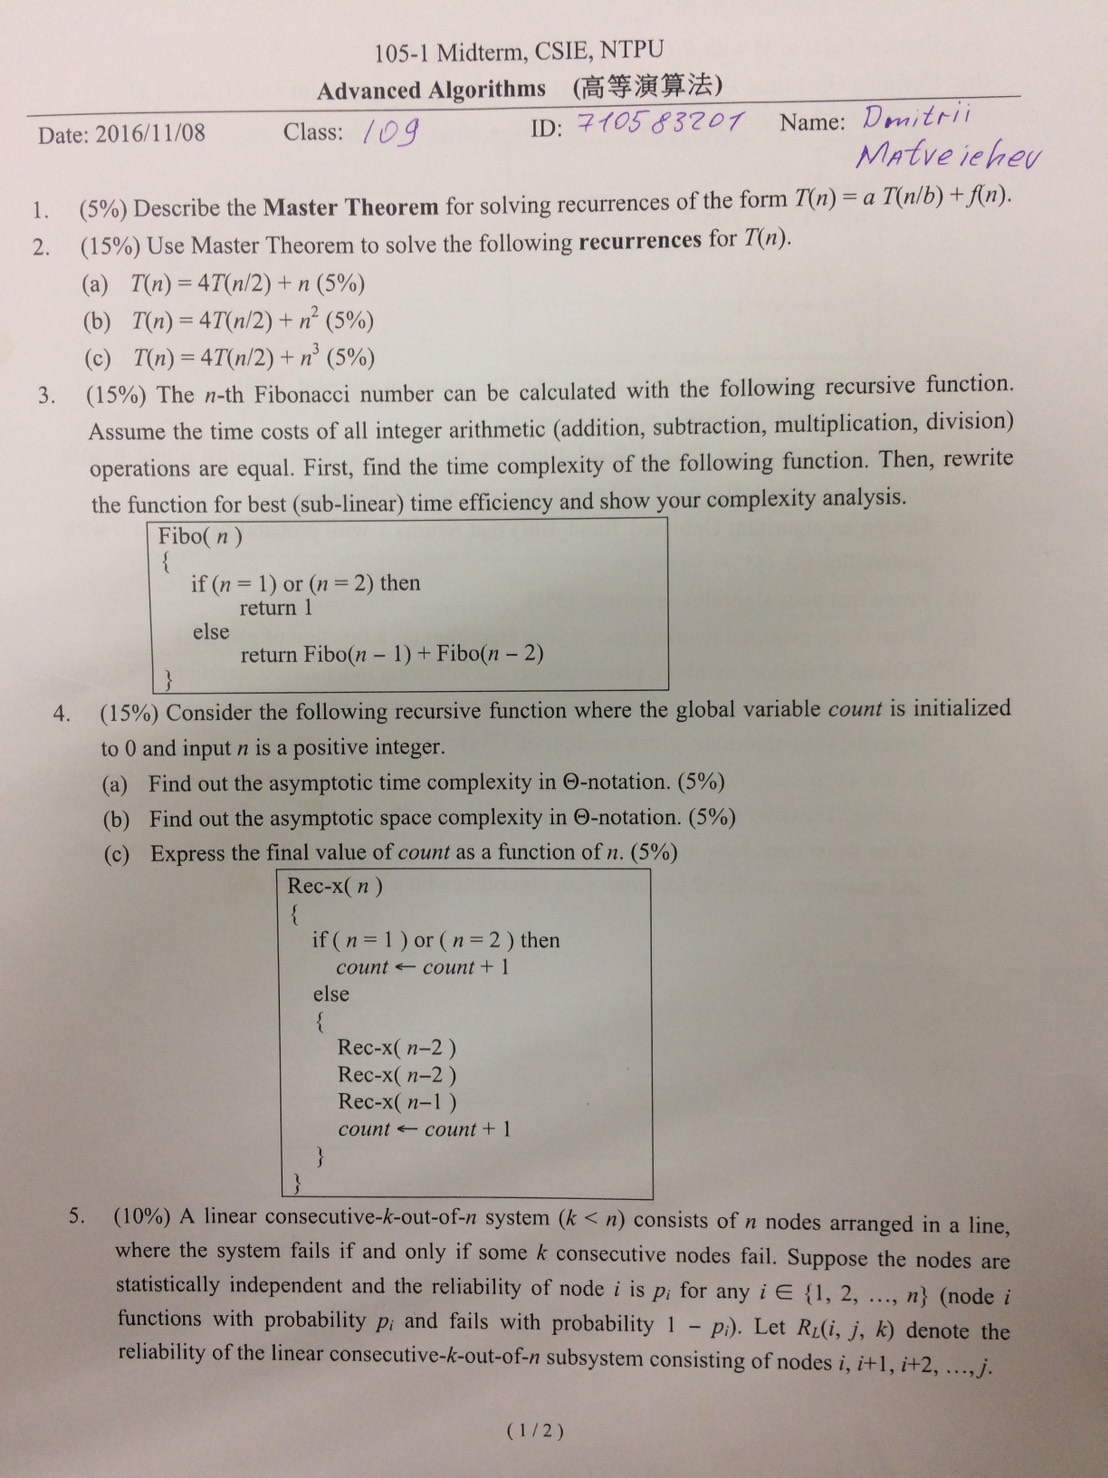 105-1 Midterm, CSIE, NTPU
Advanced Algorithms (高等演算法)
Date: 2016/11/08 Class: 109 ID: 710583201 Name: Dmitrii
Matveichev
1. (5%) Describe the Master Theorem for solving recurrences of the form T(n) = a T(n/b) + f(n).
2. (15%) Use Master Theorem to solve the following recurrences for T(n).
(a) T(n) = 4T(n/2) + n (5%)
(b) T(n) = 4T(n/2) + n² (5%)
(c) T(n) = 4T(n/2) + n³ (5%)
3. (15%) The n-th Fibonacci number can be calculated with the following recursive function.
Assume the time costs of all integer arithmetic (addition, subtraction, multiplication, division)
operations are equal. First, find the time complexity of the following function. Then, rewrite
the function for best (sub-linear) time efficiency and show your complexity analysis.
Fibo( n )
{
if (n = 1) or (n = 2) then
return 1
else
return Fibo(n − 1) + Fibo(n − 2)
}
4. (15%) Consider the following recursive function where the global variable count is initialized
to 0 and input n is a positive integer.
(a) Find out the asymptotic time complexity in Θ-notation. (5%)
(b) Find out the asymptotic space complexity in Θ-notation. (5%)
(c) Express the final value of count as a function of n. (5%)
Rec-x( n )
{
if ( n = 1 ) or ( n = 2 ) then
count ← count + 1
else
{
Rec-x( n−2 )
Rec-x( n−2 )
Rec-x( n−1 )
count ← count + 1
}
}
5. (10%) A linear consecutive-k-out-of-n system (k < n) consists of n nodes arranged in a line,
where the system fails if and only if some k consecutive nodes fail. Suppose the nodes are
statistically independent and the reliability of node i is pᵢ for any i ∈ {1, 2, ..., n} (node i
functions with probability pᵢ and fails with probability 1 − pᵢ). Let R_L(i, j, k) denote the
reliability of the linear consecutive-k-out-of-n subsystem consisting of nodes i, i+1, i+2, ..., j.
( 1 / 2 )